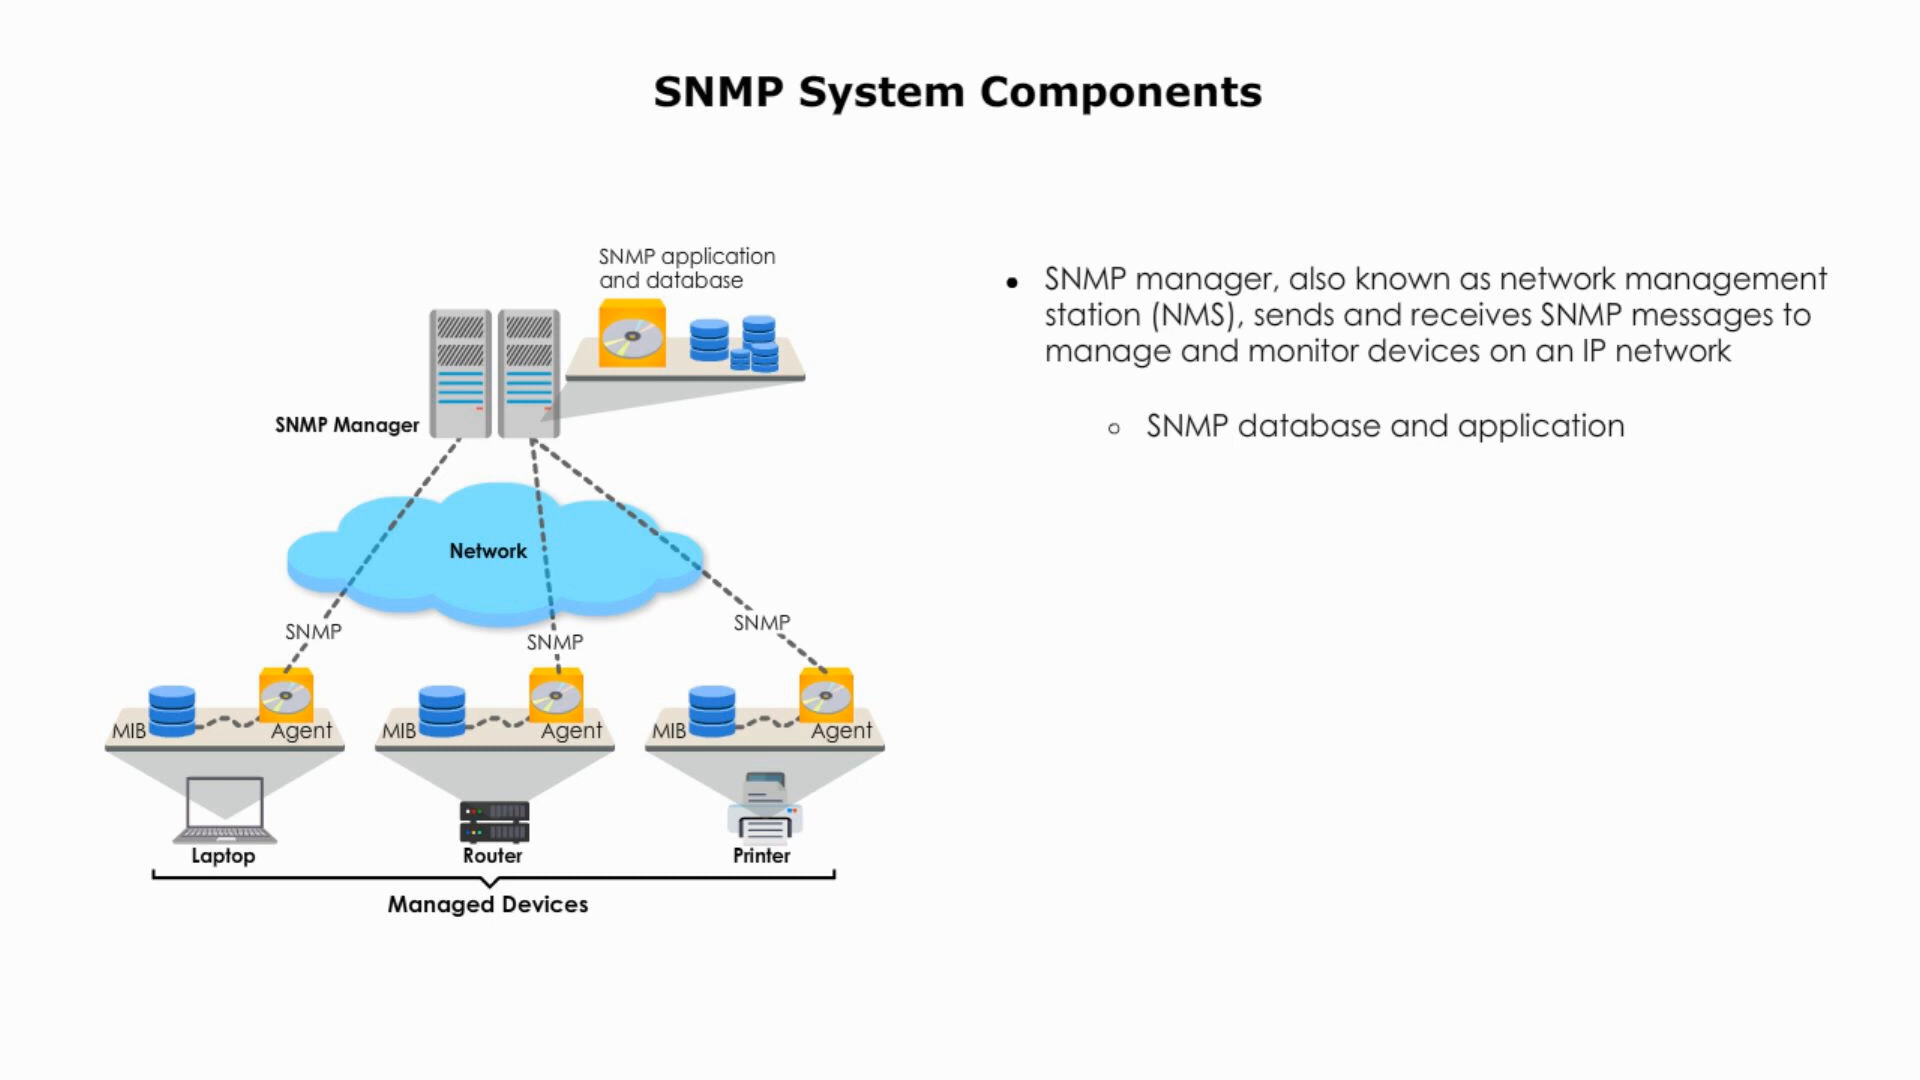 SNMP System Components
SNMP application
and database
SNMP Manager
Network
SNMP
SNMP
SNMP
MIB
Agent
MIB
Agent
MIB
Agent
Laptop
Router
Printer
Managed Devices
• SNMP manager, also known as network management
station (NMS), sends and receives SNMP messages to
manage and monitor devices on an IP network
○ SNMP database and application